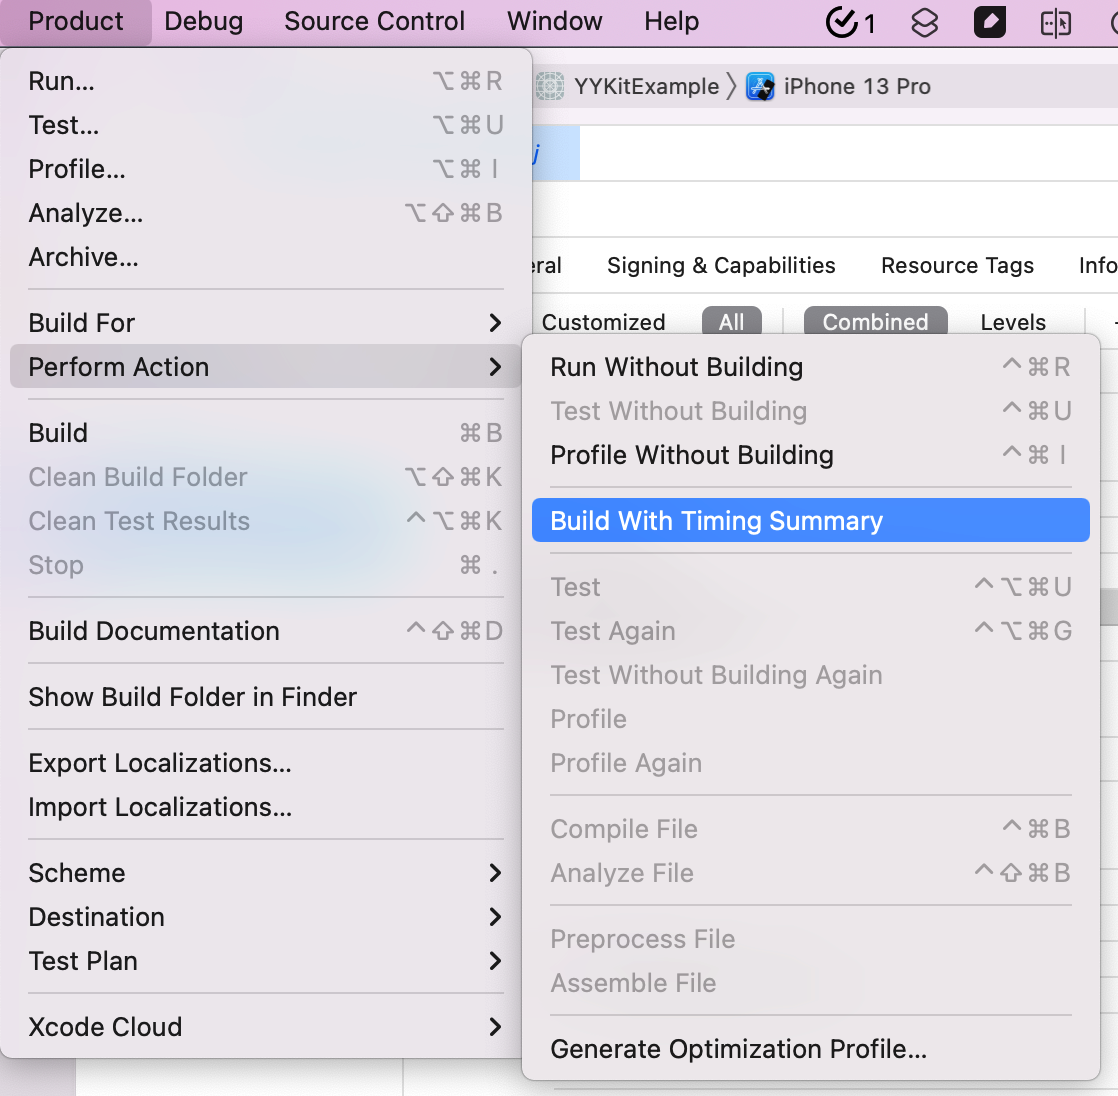 Product Debug Source Control Window Help 1
YYKitExample iPhone 13 Pro
j
eral Signing & Capabilities Resource Tags Info
Customized All Combined Levels
Run... ⌥⌘R
Test... ⌥⌘U
Profile... ⌥⌘I
Analyze... ⌥⇧⌘B
Archive...
Build For
Perform Action
Build ⌘B
Clean Build Folder ⌥⇧⌘K
Clean Test Results ^⌥⌘K
Stop ⌘.
Build Documentation ^⇧⌘D
Show Build Folder in Finder
Export Localizations...
Import Localizations...
Scheme
Destination
Test Plan
Xcode Cloud
Run Without Building ^⌘R
Test Without Building ^⌘U
Profile Without Building ^⌘I
Build With Timing Summary
Test ^⌥⌘U
Test Again ^⌥⌘G
Test Without Building Again
Profile
Profile Again
Compile File ^⌘B
Analyze File ^⇧⌘B
Preprocess File
Assemble File
Generate Optimization Profile...